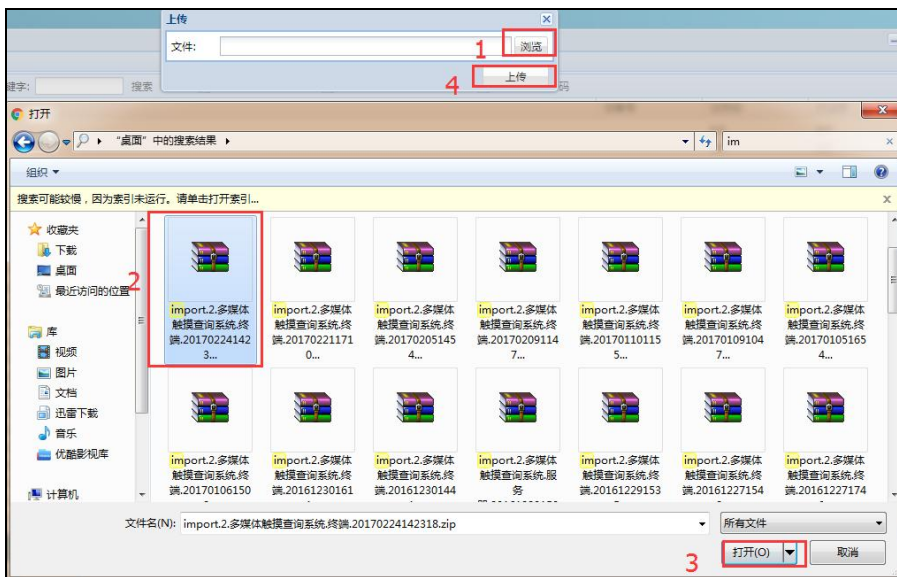 上传
文件:
1
浏览
4
上传
建字:
搜索
码
打开
“桌面”中的搜索结果
im
组织
搜索可能较慢，因为索引未运行。请单击打开索引...
收藏夹
下载
桌面
2
最近访问的位置
库
视频
图片
文档
迅雷下载
音乐
优酷影视库
计算机
import.2.多媒体
触摸查询系统.终
端.20170224142
3...
import.2.多媒体
触摸查询系统.终
端.20170221171
0...
import.2.多媒体
触摸查询系统.终
端.20170205145
4...
import.2.多媒体
触摸查询系统.终
端.20170209114
7...
import.2.多媒体
触摸查询系统.终
端.20170110115
5...
import.2.多媒体
触摸查询系统.终
端.20170109104
7...
import.2.多媒体
触摸查询系统.终
端.20170105165
4...
import.2.多媒体
触摸查询系统.终
端.20170106150
import.2.多媒体
触摸查询系统.终
端.20161230161
import.2.多媒体
触摸查询系统.终
端.20161230144
import.2.多媒体
触摸查询系统.服
务
import.2.多媒体
触摸查询系统.终
端.20161229153
import.2.多媒体
触摸查询系统.终
端.20161227154
import.2.多媒体
触摸查询系统.终
端.20161227174
文件名(N):
import.2.多媒体触摸查询系统.终端.20170224142318.zip
所有文件
3
打开(O)
取消